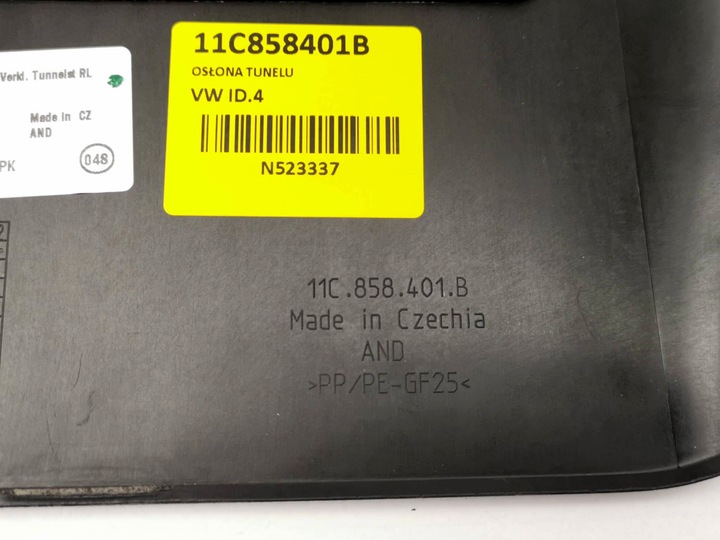 Verkl. Tunnelst RL
Made in CZ
AND
048
PK
11C858401B
OSŁONA TUNELU
VW ID.4
N523337
11C.858.401.B
Made in Czechia
AND
>PP/PE-GF25<